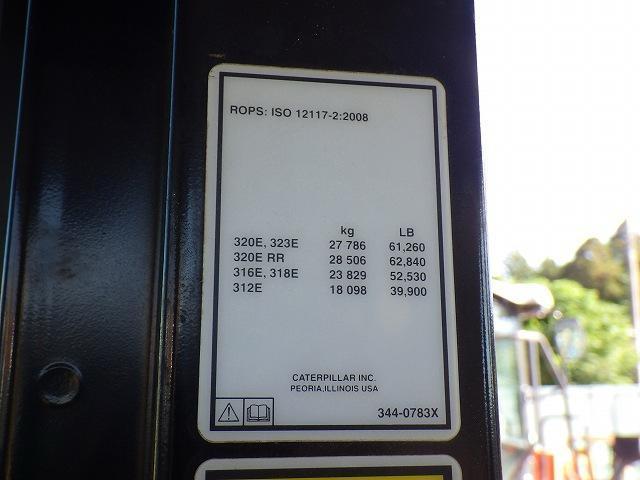 ROPS: ISO 12117-2:2008
kg LB
320E, 323E 27 786 61,260
320E RR 28 506 62,840
316E, 318E 23 829 52,530
312E 18 098 39,900
CATERPILLAR INC.
PEORIA,ILLINOIS USA
344-0783X